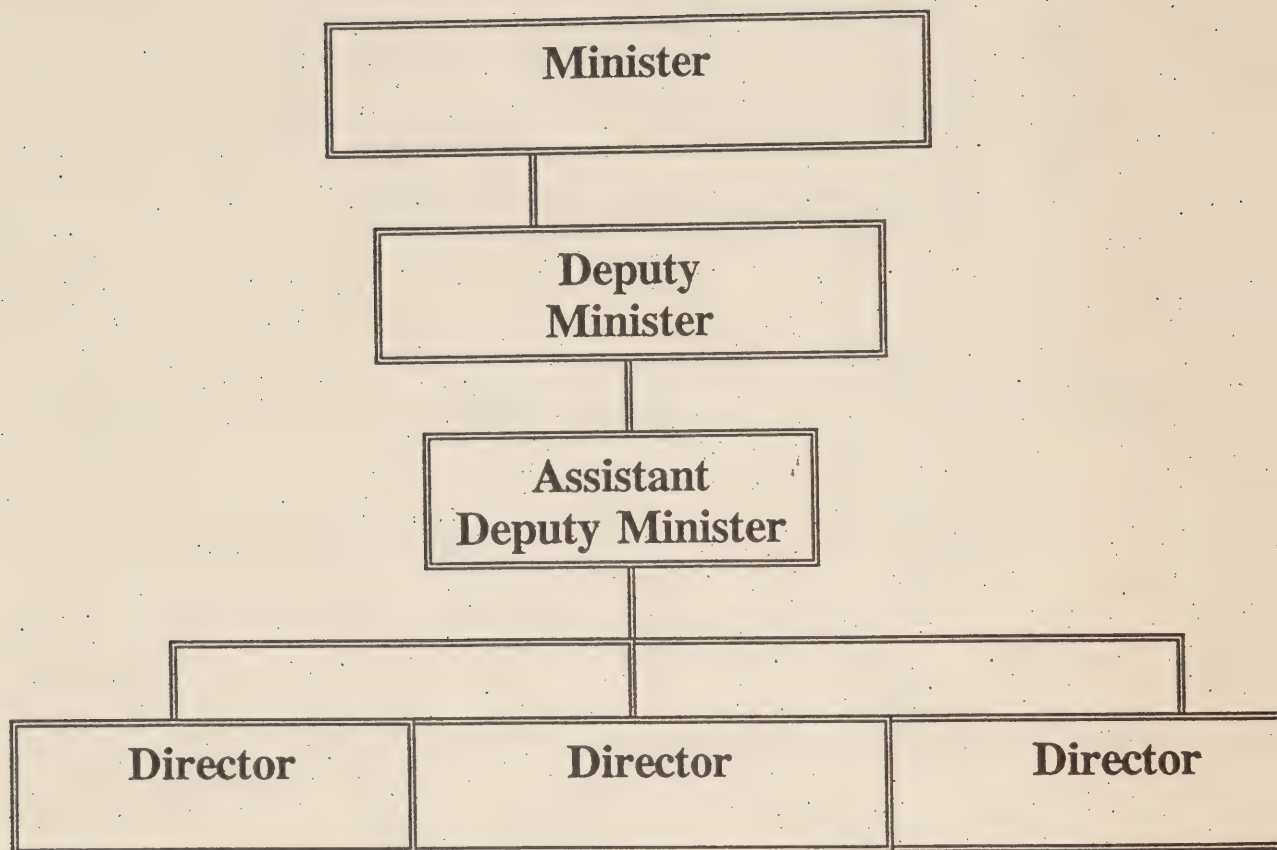 Minister
Deputy
Minister
Assistant
Deputy Minister
Director
Director
Director